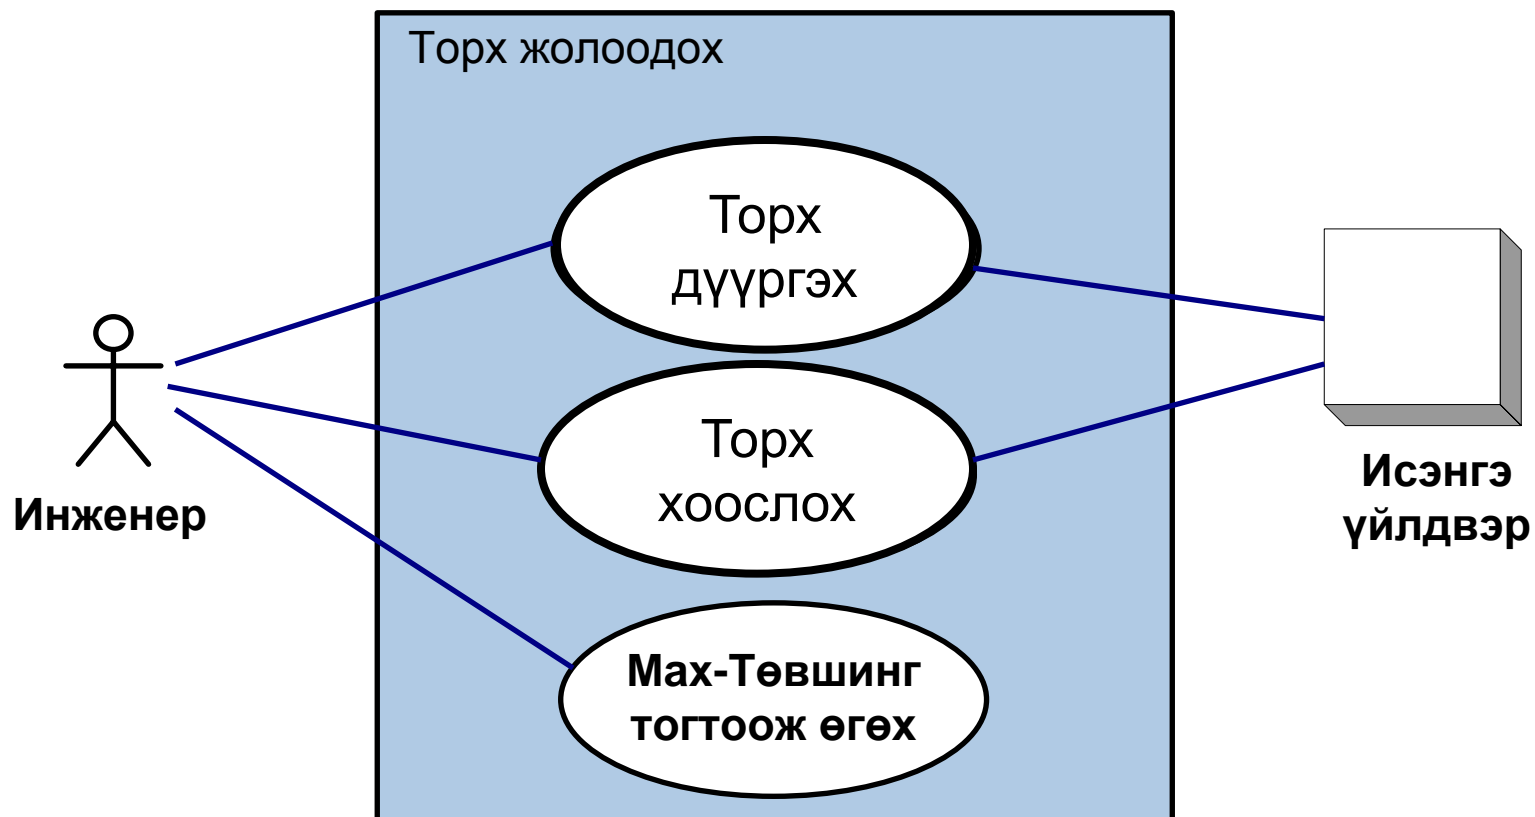 Торх жолоодох
Торх
дүүргэх
Торх
хоослох
Мах-Төвшинг
тогтоож өгөх
Инженер
Исэнгэ
үйлдвэр